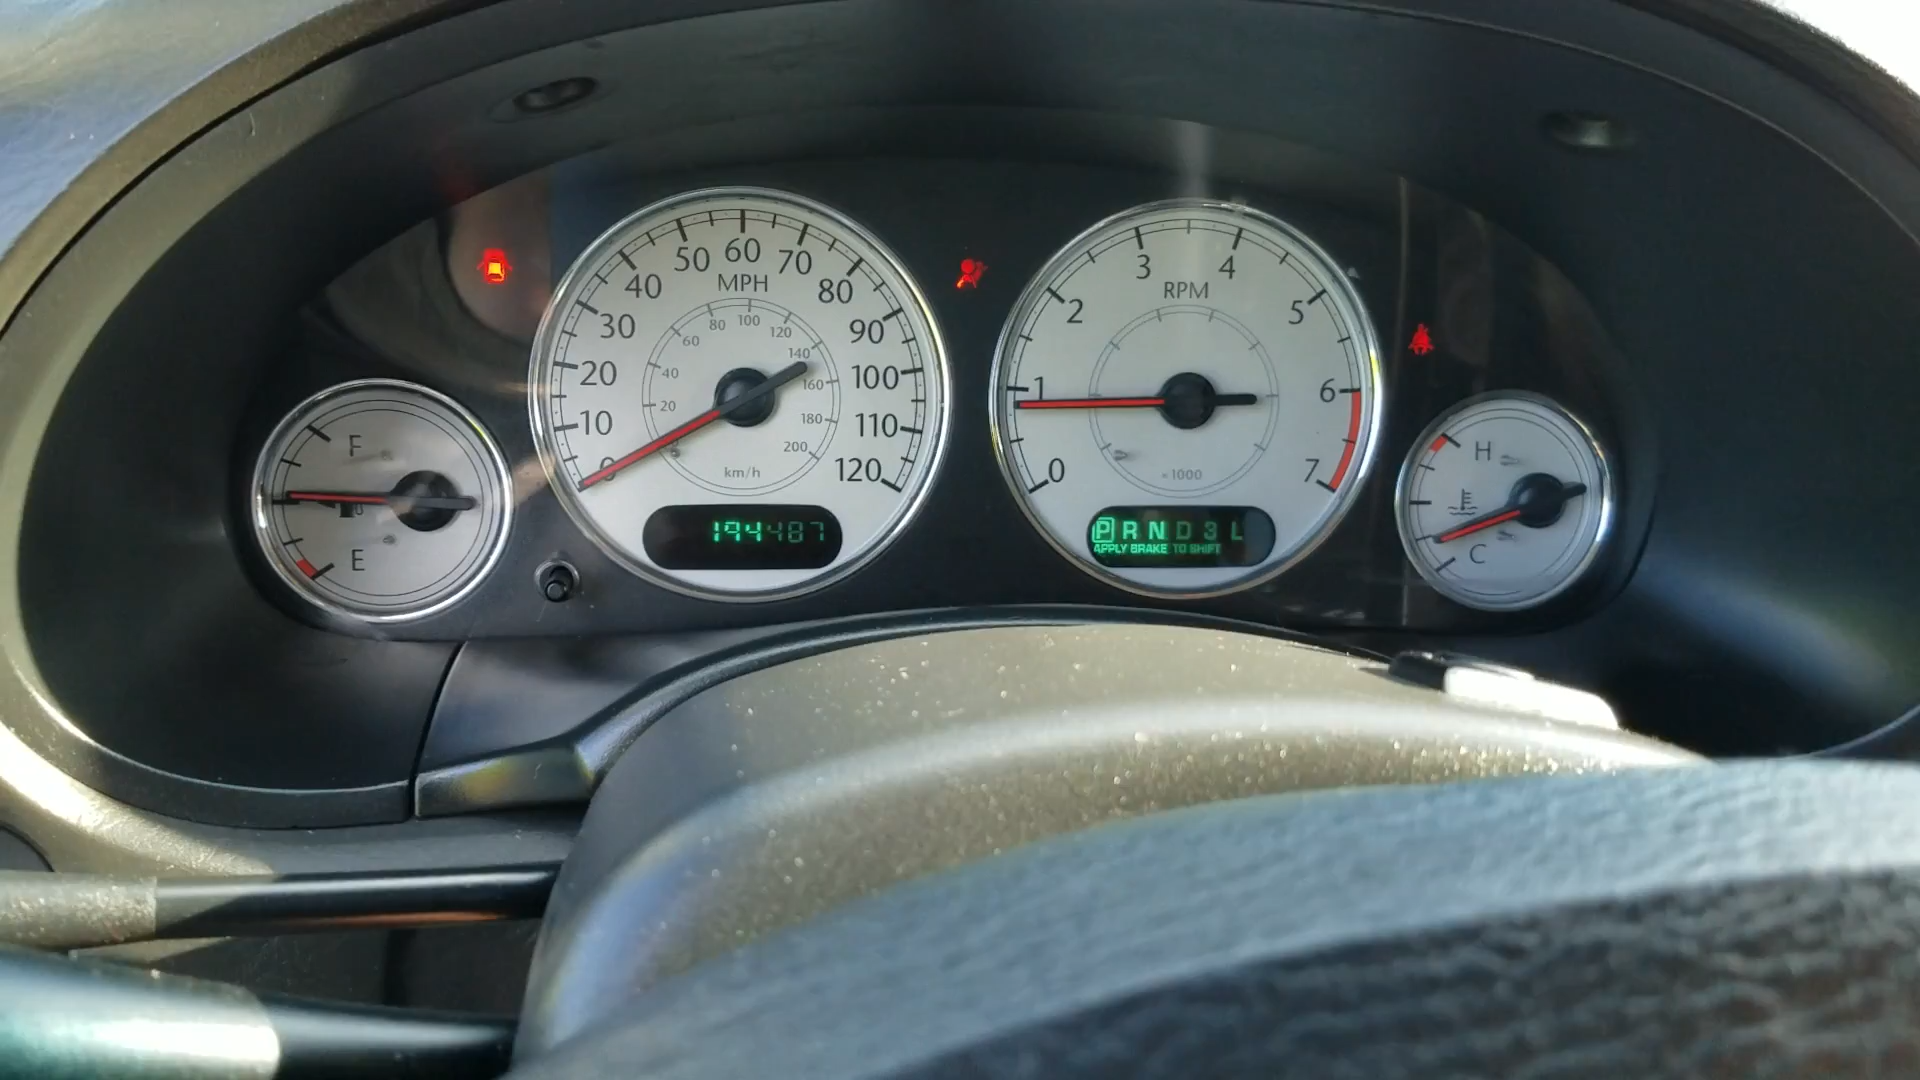 50 60 70
40 MPH 80
30 90
20 100
10 110
0 120
80 100 120
60 140
40 160
20 180
200
km/h
194487
3 4
2 RPM 5
1 6
0 7
×1000
P R N D 3 L
APPLY BRAKE TO SHIFT
F
E
H
C